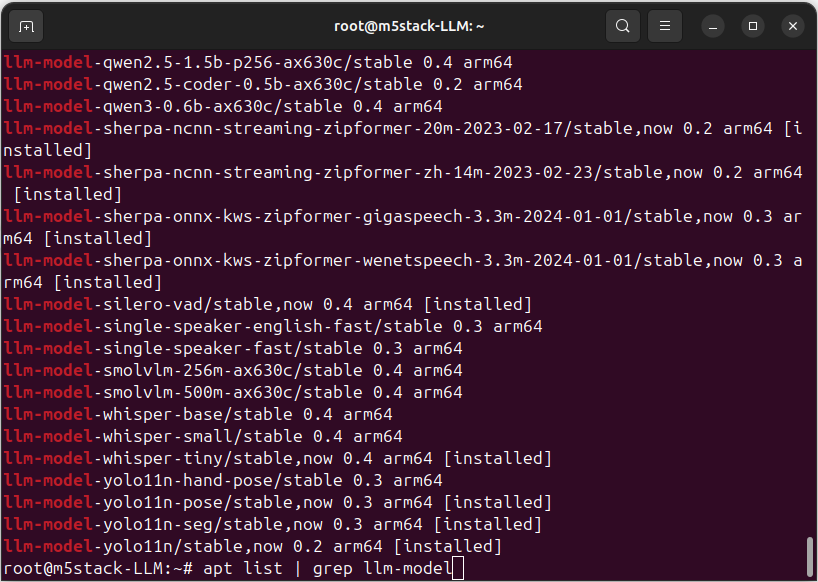 root@m5stack-LLM: ~
llm-model-qwen2.5-1.5b-p256-ax630c/stable 0.4 arm64
llm-model-qwen2.5-coder-0.5b-ax630c/stable 0.2 arm64
llm-model-qwen3-0.6b-ax630c/stable 0.4 arm64
llm-model-sherpa-ncnn-streaming-zipformer-20m-2023-02-17/stable,now 0.2 arm64 [i
nstalled]
llm-model-sherpa-ncnn-streaming-zipformer-zh-14m-2023-02-23/stable,now 0.2 arm64
 [installed]
llm-model-sherpa-onnx-kws-zipformer-gigaspeech-3.3m-2024-01-01/stable,now 0.3 ar
m64 [installed]
llm-model-sherpa-onnx-kws-zipformer-wenetspeech-3.3m-2024-01-01/stable,now 0.3 a
rm64 [installed]
llm-model-silero-vad/stable,now 0.4 arm64 [installed]
llm-model-single-speaker-english-fast/stable 0.3 arm64
llm-model-single-speaker-fast/stable 0.3 arm64
llm-model-smolvlm-256m-ax630c/stable 0.4 arm64
llm-model-smolvlm-500m-ax630c/stable 0.4 arm64
llm-model-whisper-base/stable 0.4 arm64
llm-model-whisper-small/stable 0.4 arm64
llm-model-whisper-tiny/stable,now 0.4 arm64 [installed]
llm-model-yolo11n-hand-pose/stable 0.3 arm64
llm-model-yolo11n-pose/stable,now 0.3 arm64 [installed]
llm-model-yolo11n-seg/stable,now 0.3 arm64 [installed]
llm-model-yolo11n/stable,now 0.2 arm64 [installed]
root@m5stack-LLM:~# apt list | grep llm-model